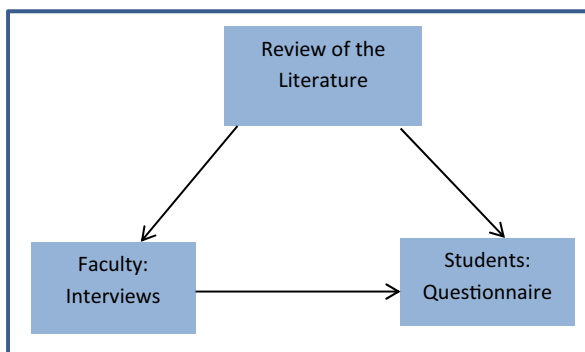 Review of the
Literature
Faculty:
Interviews
Students:
Questionnaire